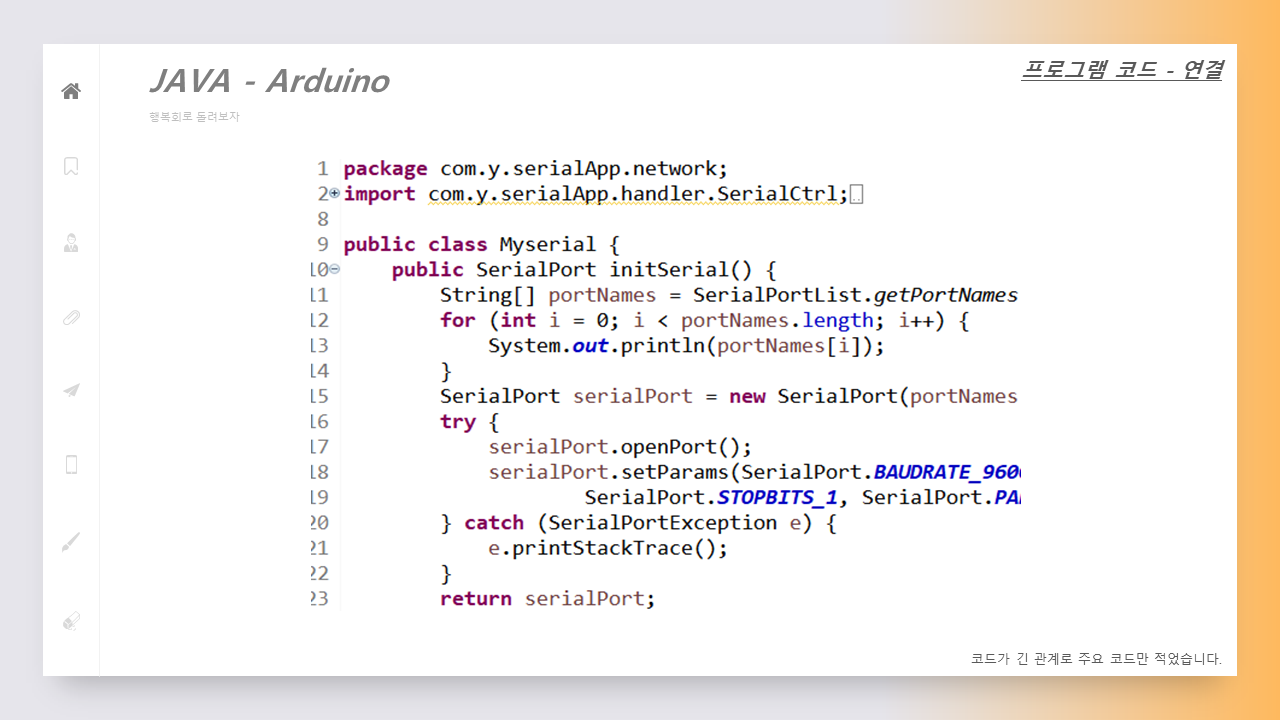 JAVA - Arduino
프로그램 코드 - 연결
행복회로 돌려보자
1 package com.y.serialApp.network;
2 import com.y.serialApp.handler.SerialCtrl;
8
9 public class Myserial {
10 public SerialPort initSerial() {
11 String[] portNames = SerialPortList.getPortNames
12 for (int i = 0; i < portNames.length; i++) {
13 System.out.println(portNames[i]);
14 }
15 SerialPort serialPort = new SerialPort(portNames
16 try {
17 serialPort.openPort();
18 serialPort.setParams(SerialPort.BAUDRATE_960
19 SerialPort.STOPBITS_1, SerialPort.PA
20 } catch (SerialPortException e) {
21 e.printStackTrace();
22 }
23 return serialPort;
코드가 긴 관계로 주요 코드만 적었습니다.